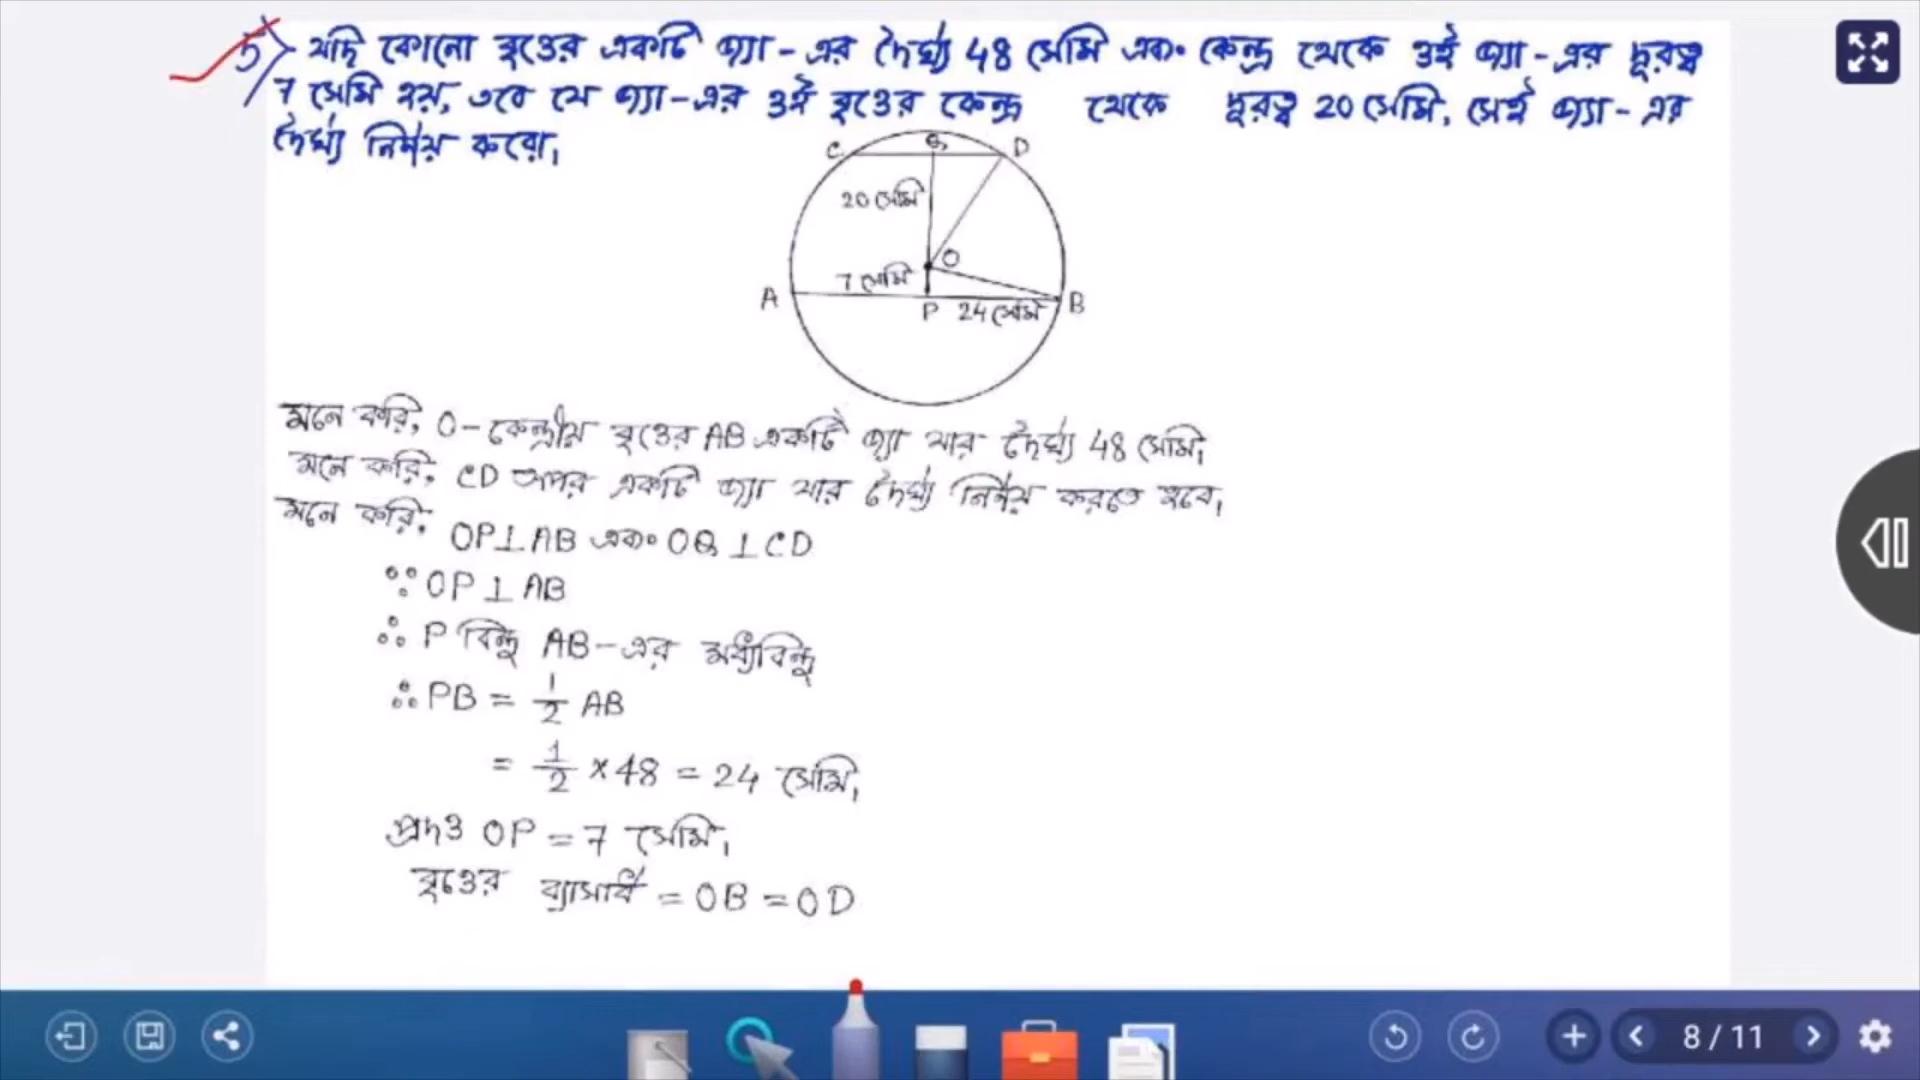 5) যদি কোনো বৃত্তের একটি জ্যা-এর দৈর্ঘ্য 48 সেমি এবং কেন্দ্র থেকে ওই জ্যা-এর দূরত্ব
7 সেমি হয়, তবে যে জ্যা-এর ওই বৃত্তের কেন্দ্র থেকে দূরত্ব 20 সেমি, সেই জ্যা-এর
দৈর্ঘ্য নির্ণয় করো।
C Q D
20 সেমি
O
7 সেমি
A B
P 24 সেমি
মনে করি, O-কেন্দ্রীয় বৃত্তের AB একটি জ্যা যার দৈর্ঘ্য 48 সেমি।
মনে করি, CD অপর একটি জ্যা যার দৈর্ঘ্য নির্ণয় করতে হবে।
মনে করি, OP⊥AB এবং OQ⊥CD
∵ OP⊥AB
∴ P বিন্দু AB-এর মধ্যবিন্দু
∴ PB = 1/2 AB
= 1/2 × 48 = 24 সেমি।
প্রদত্ত OP = 7 সেমি।
বৃত্তের ব্যাসার্ধ = OB = OD
8 / 11